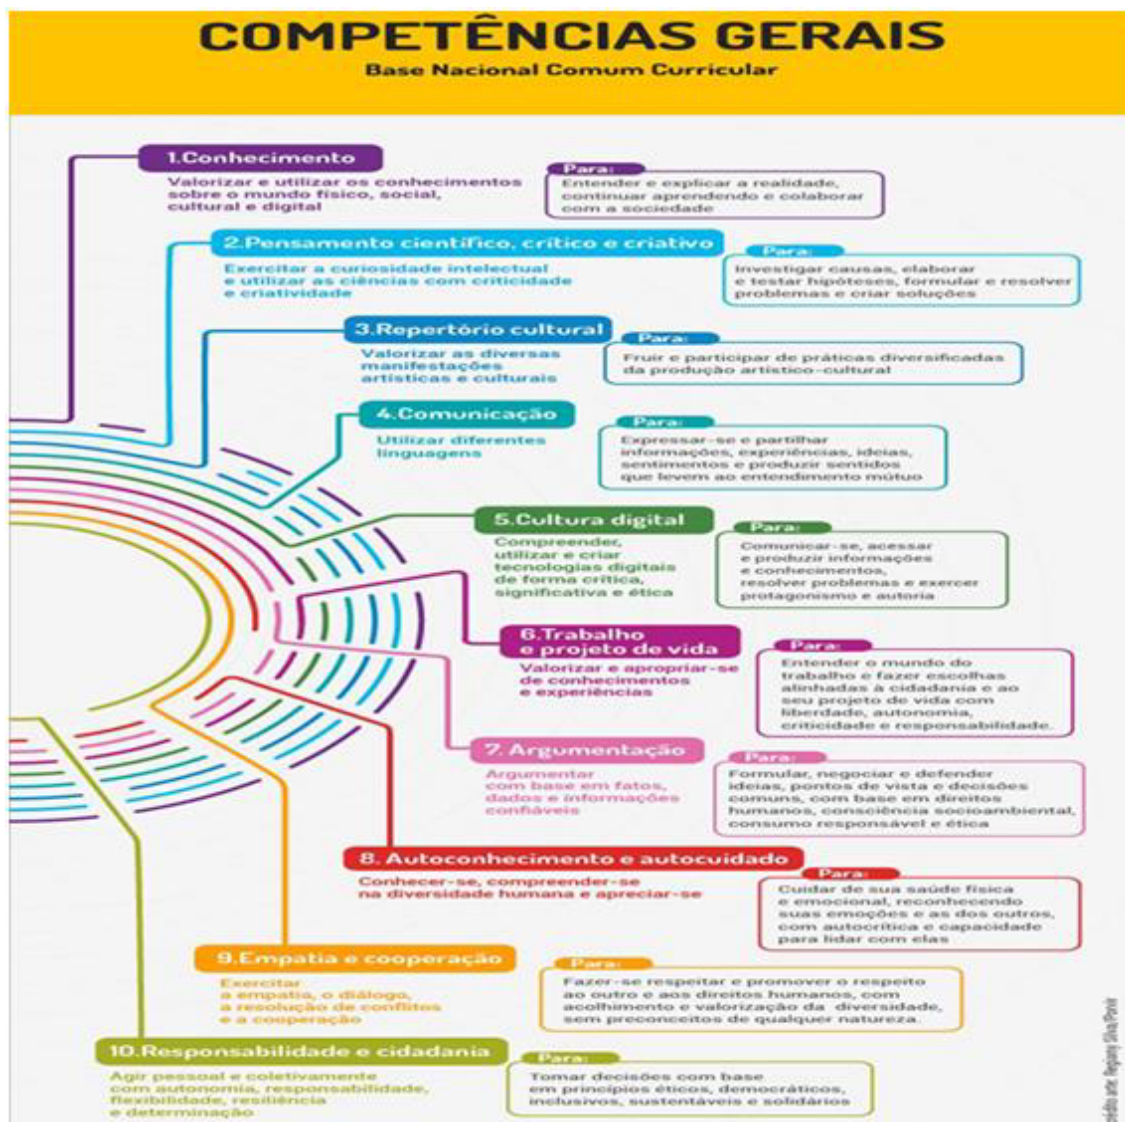 COMPETÊNCIAS GERAIS
Base Nacional Comum Curricular
1.Conhecimento
Valorizar e utilizar os conhecimentos
sobre o mundo físico, social,
cultural e digital
Para:
Entender e explicar a realidade,
continuar aprendendo e colaborar
com a sociedade
2.Pensamento científico, crítico e criativo
Exercitar a curiosidade intelectual
e utilizar as ciências com criticidade
e criatividade
Para:
Investigar causas, elaborar
e testar hipóteses, formular e resolver
problemas e criar soluções
3.Repertório cultural
Valorizar as diversas
manifestações
artísticas e culturais
Para:
Fruir e participar de práticas diversificadas
da produção artístico-cultural
4.Comunicação
Utilizar diferentes
linguagens
Para:
Expressar-se e partilhar
informações, experiências, ideias,
sentimentos e produzir sentidos
que levem ao entendimento mútuo
5.Cultura digital
Compreender,
utilizar e criar
tecnologias digitais
de forma crítica,
significativa e ética
Para:
Comunicar-se, acessar
e produzir informações
e conhecimentos,
resolver problemas e exercer
protagonismo e autoria
6.Trabalho
e projeto de vida
Valorizar e apropriar-se
de conhecimentos
e experiências
Para:
Entender o mundo do
trabalho e fazer escolhas
alinhadas à cidadania e ao
seu projeto de vida com
liberdade, autonomia,
criticidade e responsabilidade.
7. Argumentação
Argumentar
com base em fatos,
dados e informações
confiáveis
Para:
Formular, negociar e defender
ideias, pontos de vista e decisões
comuns, com base em direitos
humanos, consciência socioambiental,
consumo responsável e ética
8. Autoconhecimento e autocuidado
Conhecer-se, compreender-se
na diversidade humana e apreciar-se
Para:
Cuidar de sua saúde física
e emocional, reconhecendo
suas emoções e as dos outros,
com autocrítica e capacidade
para lidar com elas
9.Empatia e cooperação
Exercitar
a empatia, o diálogo,
a resolução de conflitos
e a cooperação
Para:
Fazer-se respeitar e promover o respeito
ao outro e aos direitos humanos, com
acolhimento e valorização da diversidade,
sem preconceitos de qualquer natureza.
10.Responsabilidade e cidadania
Agir pessoal e coletivamente
com autonomia, responsabilidade,
flexibilidade, resiliência
e determinação
Para:
Tomar decisões com base
em princípios éticos, democráticos,
inclusivos, sustentáveis e solidários
arte: Regiany Silva/Porvir